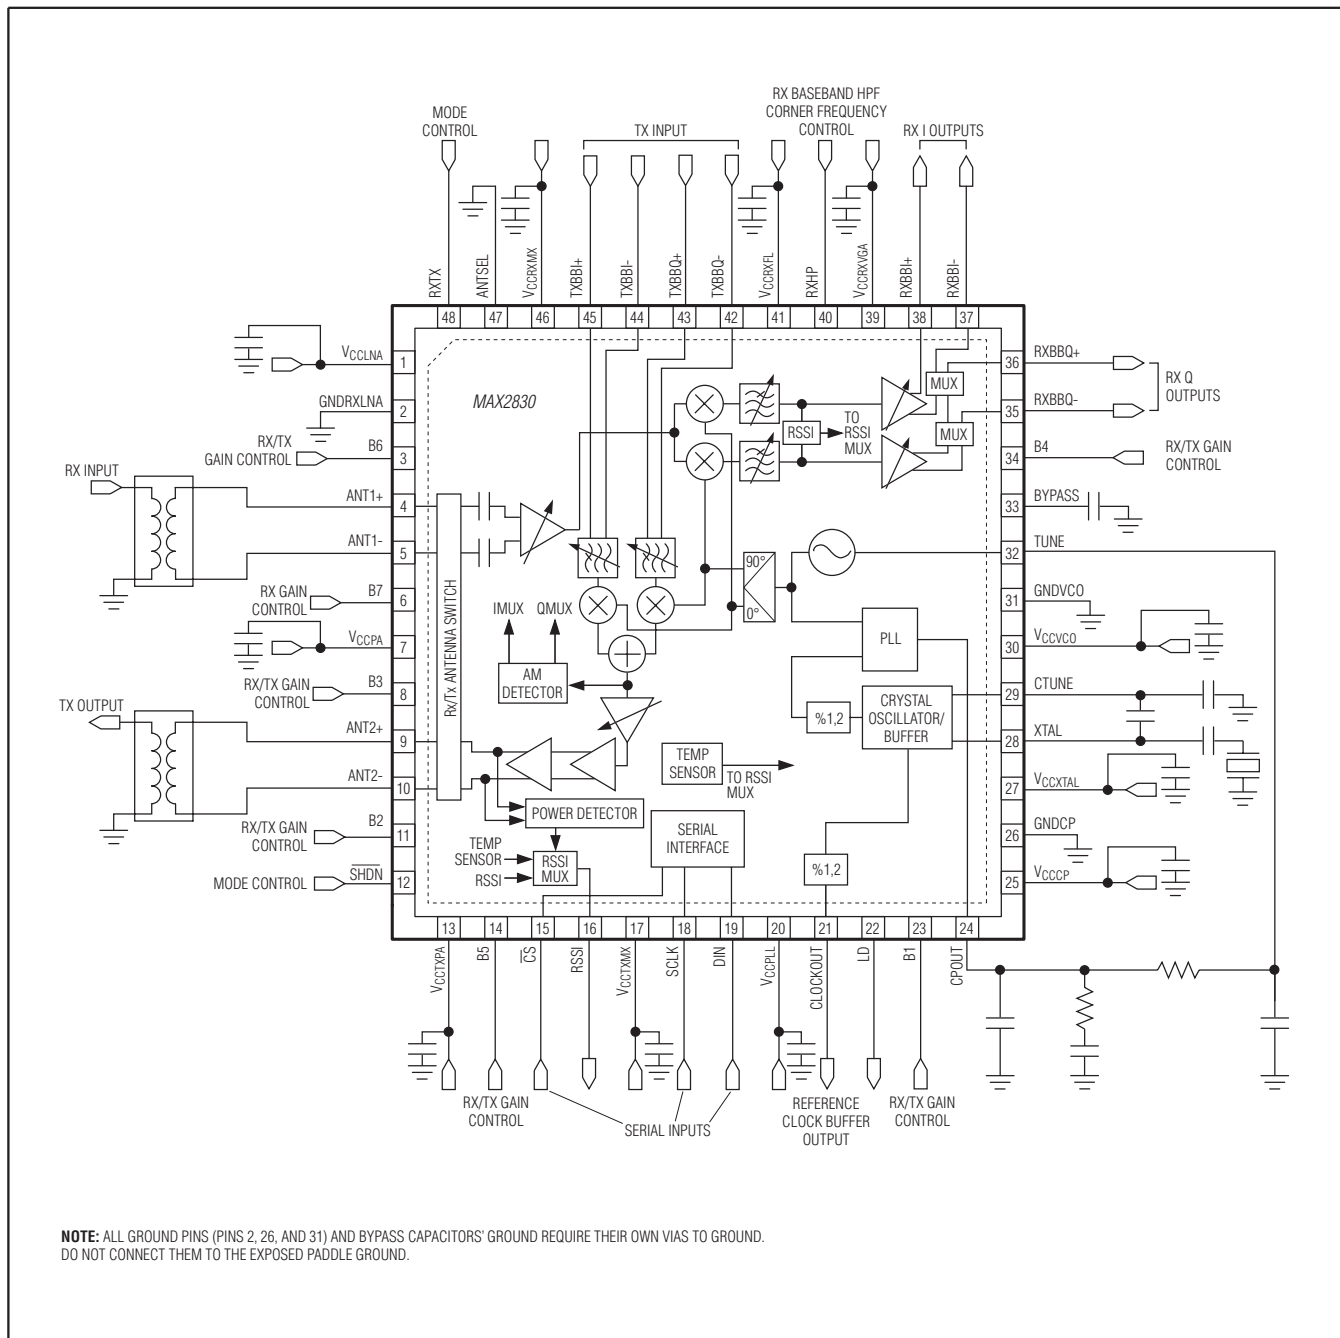 MODE
CONTROL
TX INPUT
RX BASEBAND HPF
CORNER FREQUENCY
CONTROL
RX I OUTPUTS
RXTX
ANTSEL
VCCRXMX
TXBBI+
TXBBI-
TXBBQ+
TXBBQ-
VCCRXFL
RXHP
VCCRXVGA
RXBBI+
RXBBI-
48
47
46
45
44
43
42
41
40
39
38
37
VCCLNA
1
GNDRXLNA
2
RX/TX
GAIN CONTROL
B6
3
RX INPUT
ANT1+
4
ANT1-
5
RX GAIN
CONTROL
B7
6
VCCPA
7
RX/TX GAIN
CONTROL
B3
8
TX OUTPUT
ANT2+
9
ANT2-
10
RX/TX GAIN
CONTROL
B2
11
MODE CONTROL
SHDN
12
MAX2830
Rx/Tx ANTENNA SWITCH
MUX
MUX
RSSI
TO
RSSI
MUX
90°
0°
IMUX
QMUX
AM
DETECTOR
PLL
%1,2
CRYSTAL
OSCILLATOR/
BUFFER
TEMP
SENSOR
TO RSSI
MUX
POWER DETECTOR
TEMP
SENSOR
RSSI
RSSI
MUX
SERIAL
INTERFACE
%1,2
36
RXBBQ+
RX Q
OUTPUTS
35
RXBBQ-
34
B4
RX/TX GAIN
CONTROL
33
BYPASS
32
TUNE
31
GNDVCO
30
VCCVCO
29
CTUNE
28
XTAL
27
VCCXTAL
26
GNDCP
25
VCCCP
13
14
15
16
17
18
19
20
21
22
23
24
VCCTXPA
B5
CS
RSSI
VCCTXMX
SCLK
DIN
VCCPLL
CLOCKOUT
LD
B1
CPOUT
RX/TX GAIN
CONTROL
SERIAL INPUTS
REFERENCE
CLOCK BUFFER
OUTPUT
RX/TX GAIN
CONTROL
NOTE: ALL GROUND PINS (PINS 2, 26, AND 31) AND BYPASS CAPACITORS' GROUND REQUIRE THEIR OWN VIAS TO GROUND.
DO NOT CONNECT THEM TO THE EXPOSED PADDLE GROUND.